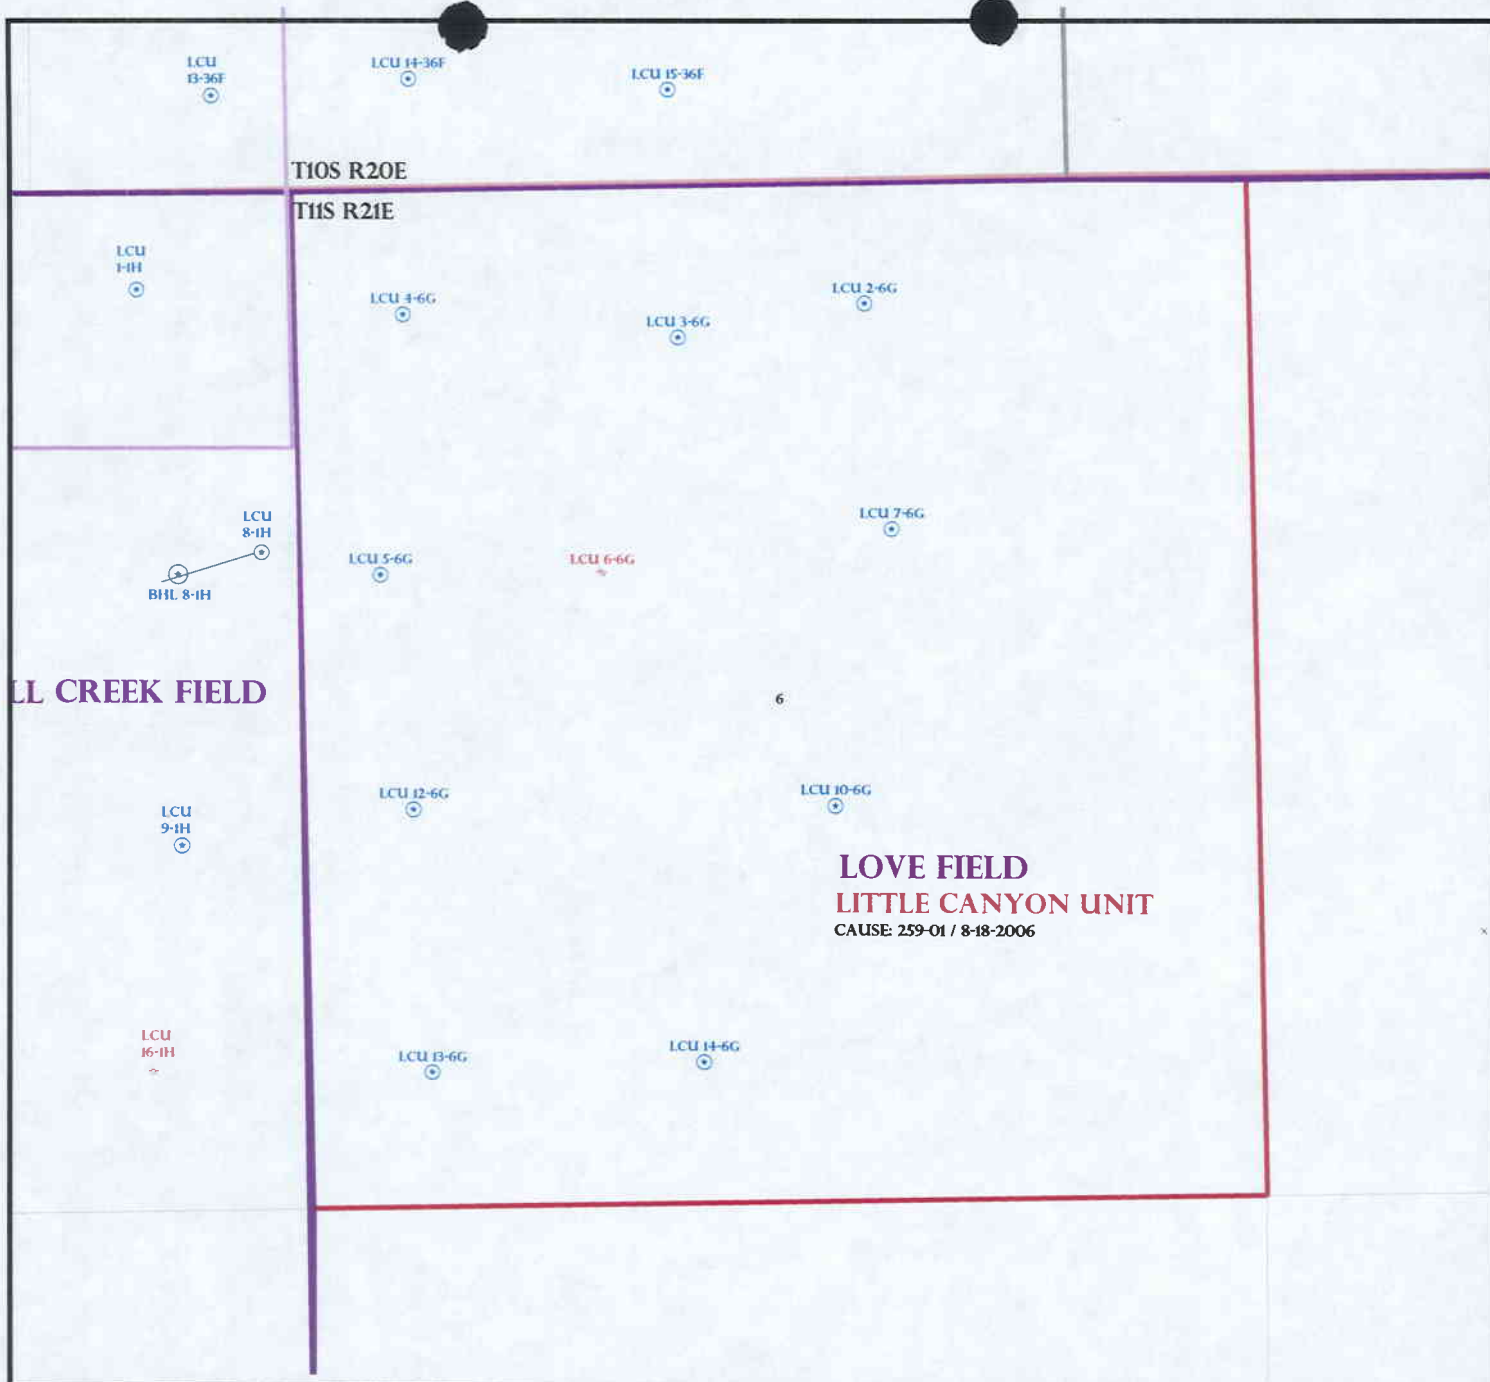 LCU
13-36F
LCU 14-36F
LCU 15-36F
T10S R20E
T11S R21E
LCU
1-1H
LCU 4-6G
LCU 3-6G
LCU 2-6G
LCU
8-1H
BHL 8-1H
LCU 5-6G
LCU 6-6G
LCU 7-6G
LL CREEK FIELD
6
LCU
9-1H
LCU 12-6G
LCU 10-6G
LOVE FIELD
LITTLE CANYON UNIT
CAUSE: 259-01 / 8-18-2006
LCU
16-1H
LCU 13-6G
LCU 14-6G